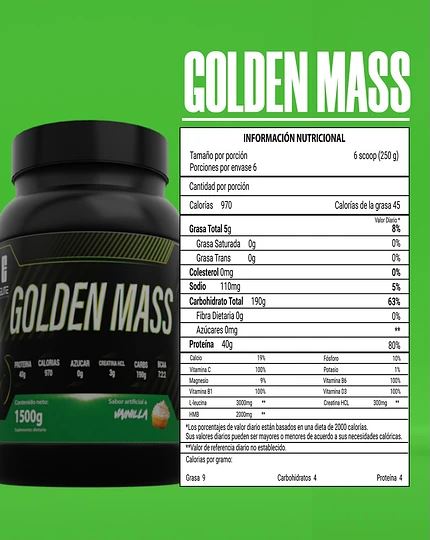 GOLDEN MASS
INFORMACIÓN NUTRICIONAL
Tamaño por porción 6 scoop (250 g)
Porciones por envase 6
Cantidad por porción
Calorías 970 Calorías de la grasa 45
Valor Diario *
Grasa Total 5g 8%
Grasa Saturada 0g 0%
Grasa Trans 0g 0%
Colesterol 0mg 0%
Sodio 110mg 5%
Carbohidrato Total 190g 63%
Fibra Dietaria 0g 0%
Azúcares 0mg **
Proteína 40g 80%
Calcio 19% Fósforo 10%
Vitamina C 100% Potasio 1%
Magnesio 9% Vitamina B6 100%
Vitamina B1 100% Vitamina D3 100%
L-leucina 3000mg ** Creatina HCL 300mg **
HMB 2000mg **
*Los porcentajes de valor diario están basados en una dieta de 2000 calorías.
Sus valores diarios pueden ser mayores o menores de acuerdo a sus necesidades calóricas.
**Valor de referencia diario no establecido.
Calorías por gramo:
Grasa 9 Carbohidratos 4 Proteína 4
GOLDEN MASS
PROTEINA CALORIAS AZUCAR CREATINA HCL CARBS BCAA
40g 970 0g 3g 190g 7:2:2
Contenido neto:
1500g
Suplemento dietario
Sabor artificial a
VAINILLA